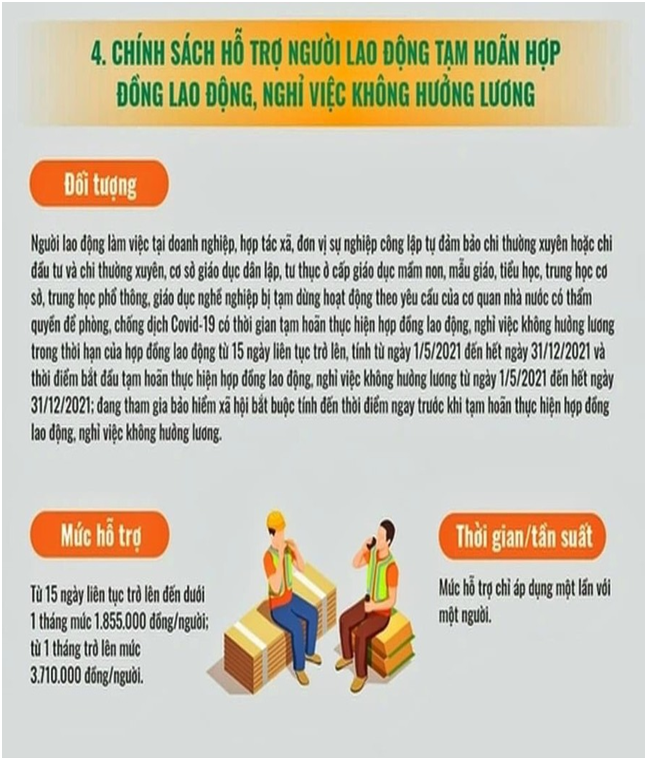 4. CHÍNH SÁCH HỖ TRỢ NGƯỜI LAO ĐỘNG TẠM HOÃN HỢP
ĐỒNG LAO ĐỘNG, NGHỈ VIỆC KHÔNG HƯỞNG LƯƠNG
Đối tượng
Người lao động làm việc tại doanh nghiệp, hợp tác xã, đơn vị sự nghiệp công lập tự đảm bảo chi thường xuyên hoặc chi
đầu tư và chi thường xuyên, cơ sở giáo dục dân lập, tư thục ở cấp giáo dục mầm non, mẫu giáo, tiểu học, trung học cơ
sở, trung học phổ thông, giáo dục nghề nghiệp bị tạm dừng hoạt động theo yêu cầu của cơ quan nhà nước có thẩm
quyền để phòng, chống dịch Covid-19 có thời gian tạm hoãn thực hiện hợp đồng lao động, nghỉ việc không hưởng lương
trong thời hạn của hợp đồng lao động từ 15 ngày liên tục trở lên, tính từ ngày 1/5/2021 đến hết ngày 31/12/2021 và
thời điểm bắt đầu tạm hoãn thực hiện hợp đồng lao động, nghỉ việc không hưởng lương từ ngày 1/5/2021 đến hết ngày
31/12/2021; đang tham gia bảo hiểm xã hội bắt buộc tính đến thời điểm ngay trước khi tạm hoãn thực hiện hợp đồng
lao động, nghỉ việc không hưởng lương.
Mức hỗ trợ
Từ 15 ngày liên tục trở lên đến dưới
1 tháng mức 1.855.000 đồng/người;
từ 1 tháng trở lên mức
3.710.000 đồng/người.
Thời gian/tần suất
Mức hỗ trợ chỉ áp dụng một lần với
một người.